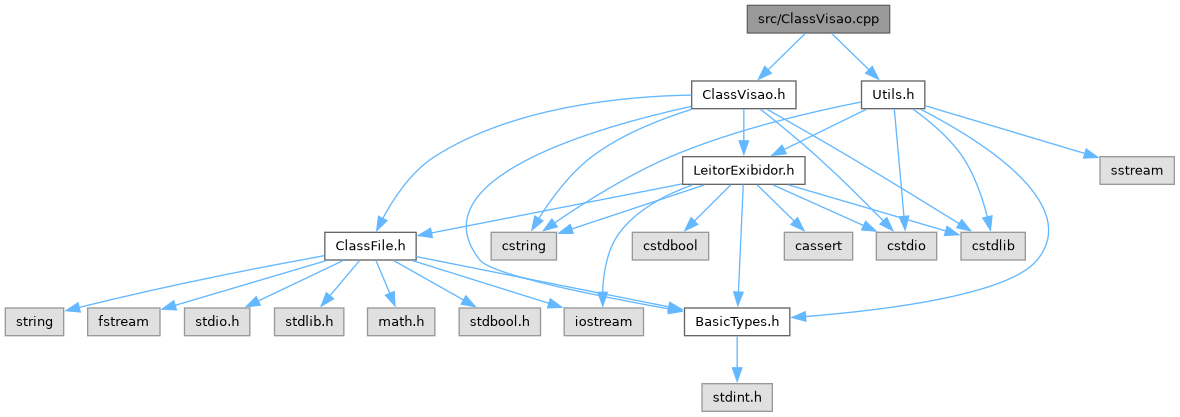 src/ClassVisao.cpp
ClassVisao.h
Utils.h
LeitorExibidor.h
sstream
ClassFile.h
cstring
cstdbool
cassert
cstdio
cstdlib
string
fstream
stdio.h
stdlib.h
math.h
stdbool.h
iostream
BasicTypes.h
stdint.h